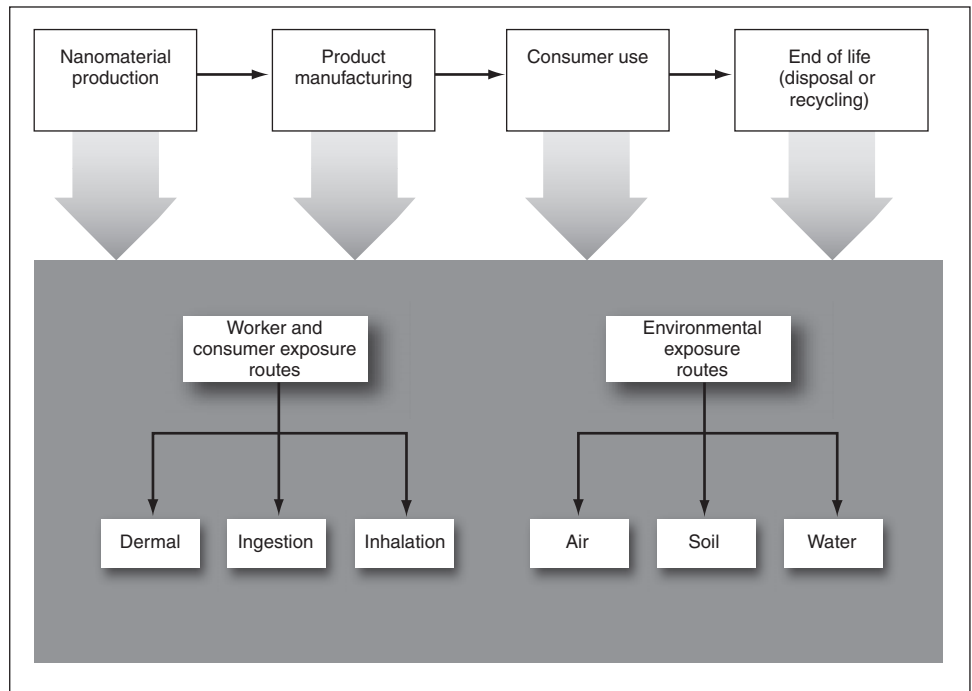 Nanomaterial
production
Product
manufacturing
Consumer use
End of life
(disposal or
recycling)
Worker and
consumer exposure
routes
Environmental
exposure
routes
Dermal
Ingestion
Inhalation
Air
Soil
Water